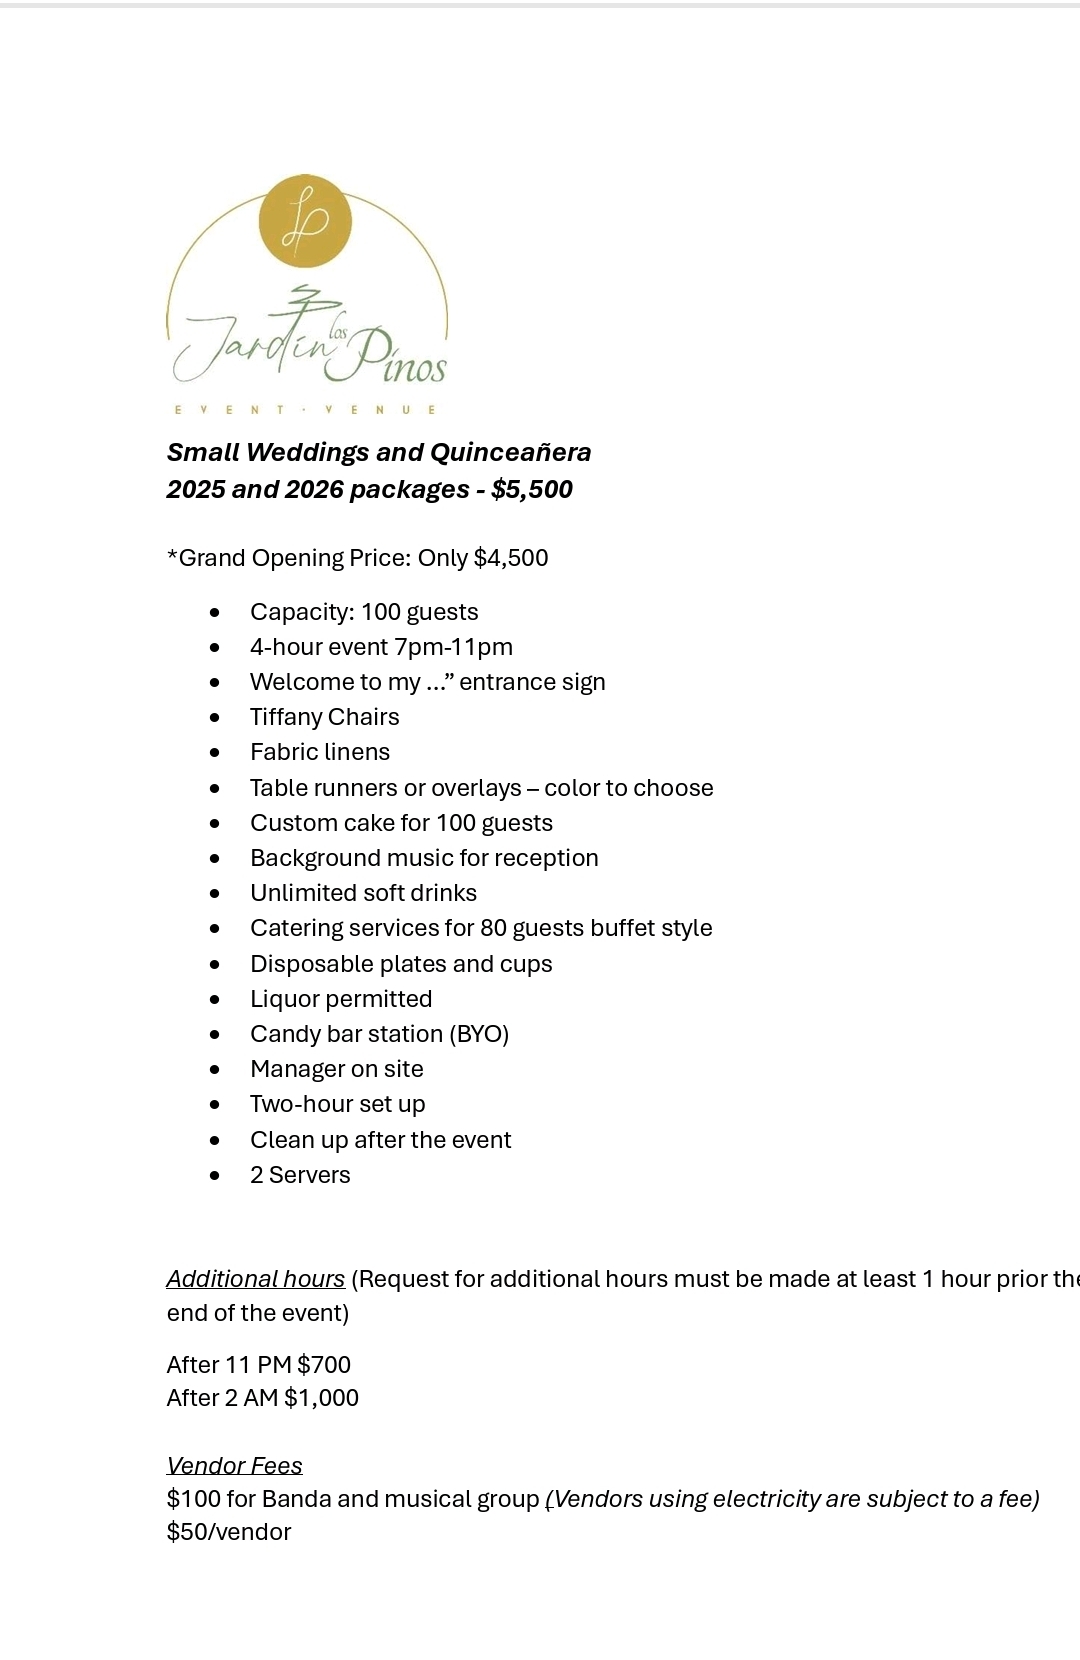 LP
Jardín los Pinos
EVENT · VENUE
Small Weddings and Quinceañera
2025 and 2026 packages - $5,500
*Grand Opening Price: Only $4,500
• Capacity: 100 guests
• 4-hour event 7pm-11pm
• Welcome to my ...” entrance sign
• Tiffany Chairs
• Fabric linens
• Table runners or overlays – color to choose
• Custom cake for 100 guests
• Background music for reception
• Unlimited soft drinks
• Catering services for 80 guests buffet style
• Disposable plates and cups
• Liquor permitted
• Candy bar station (BYO)
• Manager on site
• Two-hour set up
• Clean up after the event
• 2 Servers
Additional hours (Request for additional hours must be made at least 1 hour prior the
end of the event)
After 11 PM $700
After 2 AM $1,000
Vendor Fees
$100 for Banda and musical group (Vendors using electricity are subject to a fee)
$50/vendor